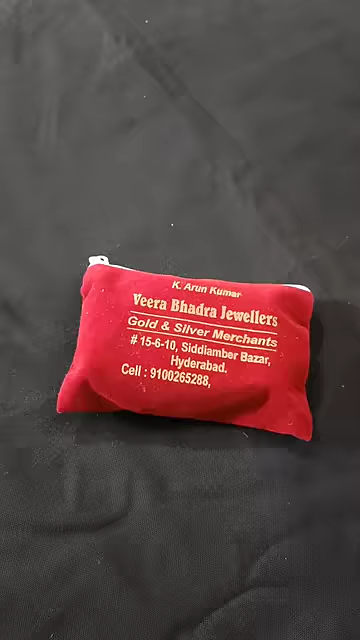 K. Arun Kumar
Veera Bhadra Jewellers
Gold & Silver Merchants
# 15-6-10, Siddiamber Bazar,
Hyderabad.
Cell : 9100265288,